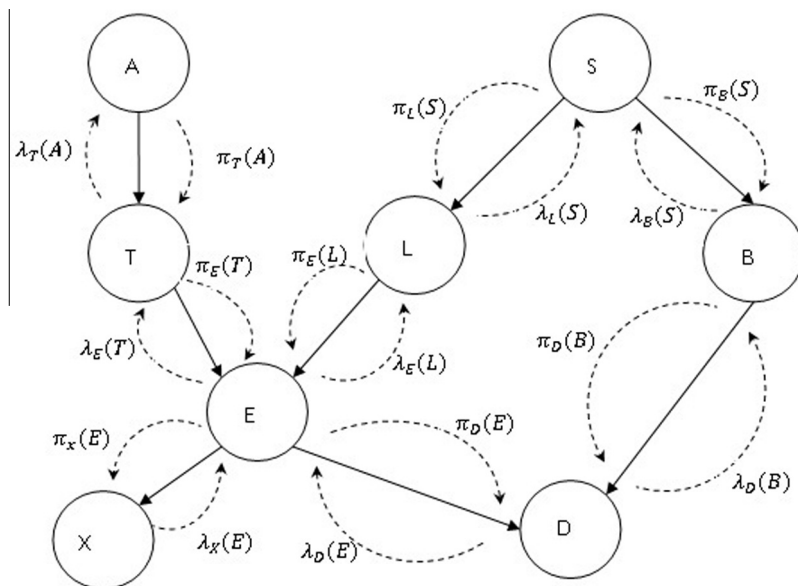 A
S
π_L(S)
π_B(S)
λ_T(A)
π_T(A)
λ_L(S)
λ_B(S)
T
L
B
π_E(T)
π_E(L)
λ_E(T)
λ_E(L)
π_D(B)
E
π_x(E)
π_D(E)
λ_D(B)
X
λ_X(E)
λ_D(E)
D